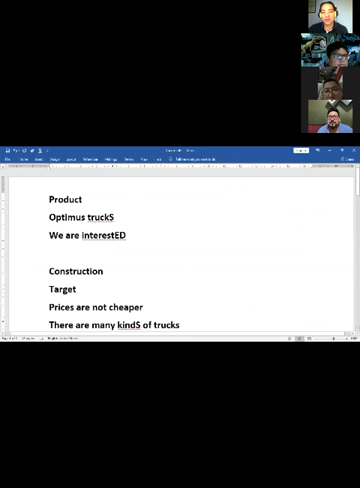 Product
Optimus truckS
We are interestED
Construction
Target
Prices are not cheaper
There are many kindS of trucks